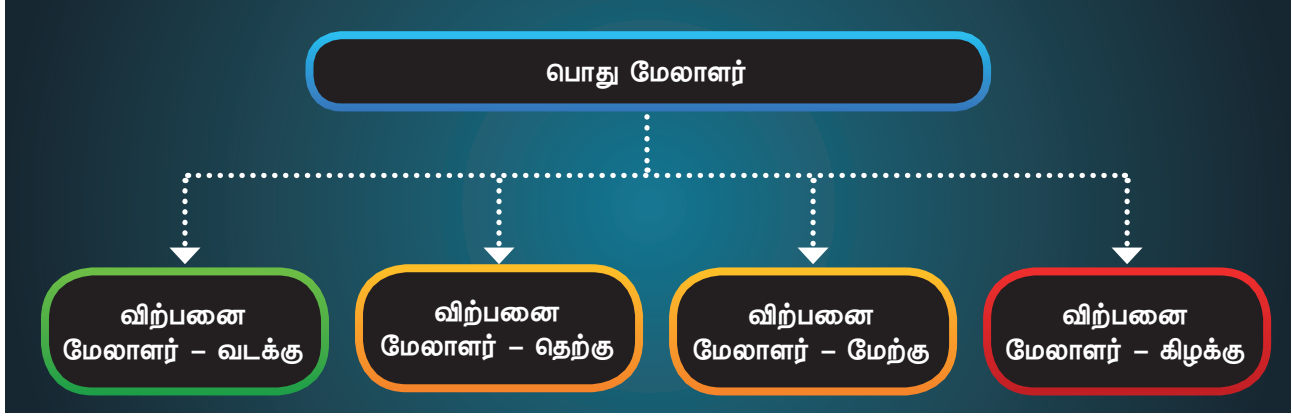 பொது மேலாளர்
விற்பனை
மேலாளர் – வடக்கு
விற்பனை
மேலாளர் – தெற்கு
விற்பனை
மேலாளர் – மேற்கு
விற்பனை
மேலாளர் – கிழக்கு